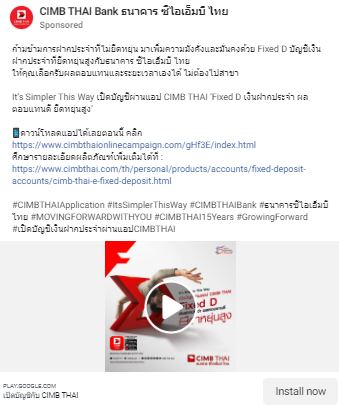 CIMB THAI Bank ธนาคาร ซีไอเอ็มบี ไทย
Sponsored
ก้ามข้ามการฝากประจำที่ไม่ยืดหยุ่น มาเพิ่มความมั่งคั่งและมั่นคงด้วย Fixed D บัญชีเงิน
ฝากประจำที่ยืดหยุ่นสูงกับธนาคาร ซีไอเอ็มบี ไทย
ให้คุณเลือกรับผลตอบแทนและระยะเวลาเองได้ ไม่ต้องไปสาขา
It's Simpler This Way เปิดบัญชีผ่านแอป CIMB THAI 'Fixed D เงินฝากประจำ ผล
ตอบแทนดี ยืดหยุ่นสูง'
ดาวน์โหลดแอปได้เลยตอนนี้ คลิก
https://www.cimbthaionlinecampaign.com/gHf3E/index.html
ศึกษารายละเอียดผลิตภัณฑ์เพิ่มเติมได้ที่ :
https://www.cimbthai.com/th/personal/products/accounts/fixed-deposit-
accounts/cimb-thai-e-fixed-deposit.html
#CIMBTHAIApplication #ItsSimplerThisWay #CIMBTHAIBank #ธนาคารซีไอเอ็มบี
ไทย #MOVINGFORWARDWITHYOU #CIMBTHAI15Years #GrowingForward
#เปิดบัญชีเงินฝากประจำผ่านแอปCIMBTHAI
Fixed D
หยุ่นสูง
CIMB THAI
PLAY.GOOGLE.COM
เปิดบัญชีกับ CIMB THAI
Install now